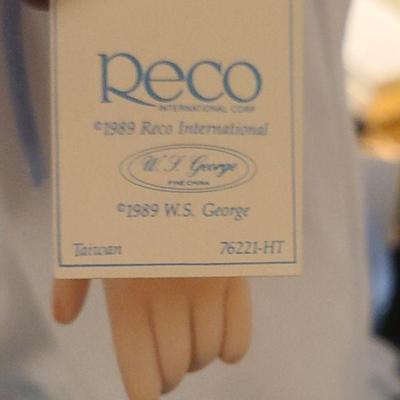 Reco
INTERNATIONAL CORP
©1989 Reco International
W.S. George
FINE CHINA
©1989 W.S. George
Taiwan 76221-HT